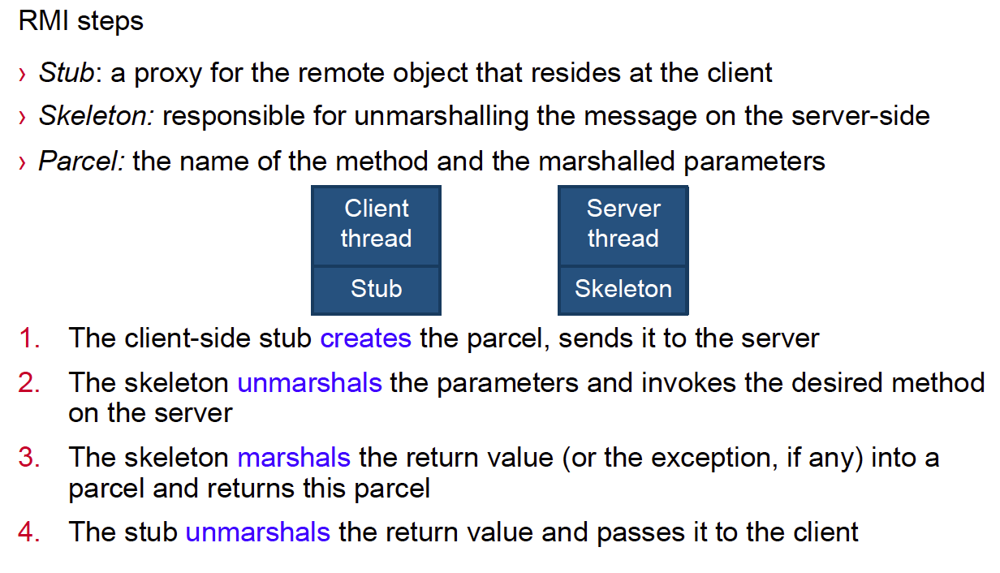 RMI steps
› Stub: a proxy for the remote object that resides at the client
› Skeleton: responsible for unmarshalling the message on the server-side
› Parcel: the name of the method and the marshalled parameters
Client
thread
Stub
Server
thread
Skeleton
1. The client-side stub creates the parcel, sends it to the server
2. The skeleton unmarshals the parameters and invokes the desired method
on the server
3. The skeleton marshals the return value (or the exception, if any) into a
parcel and returns this parcel
4. The stub unmarshals the return value and passes it to the client